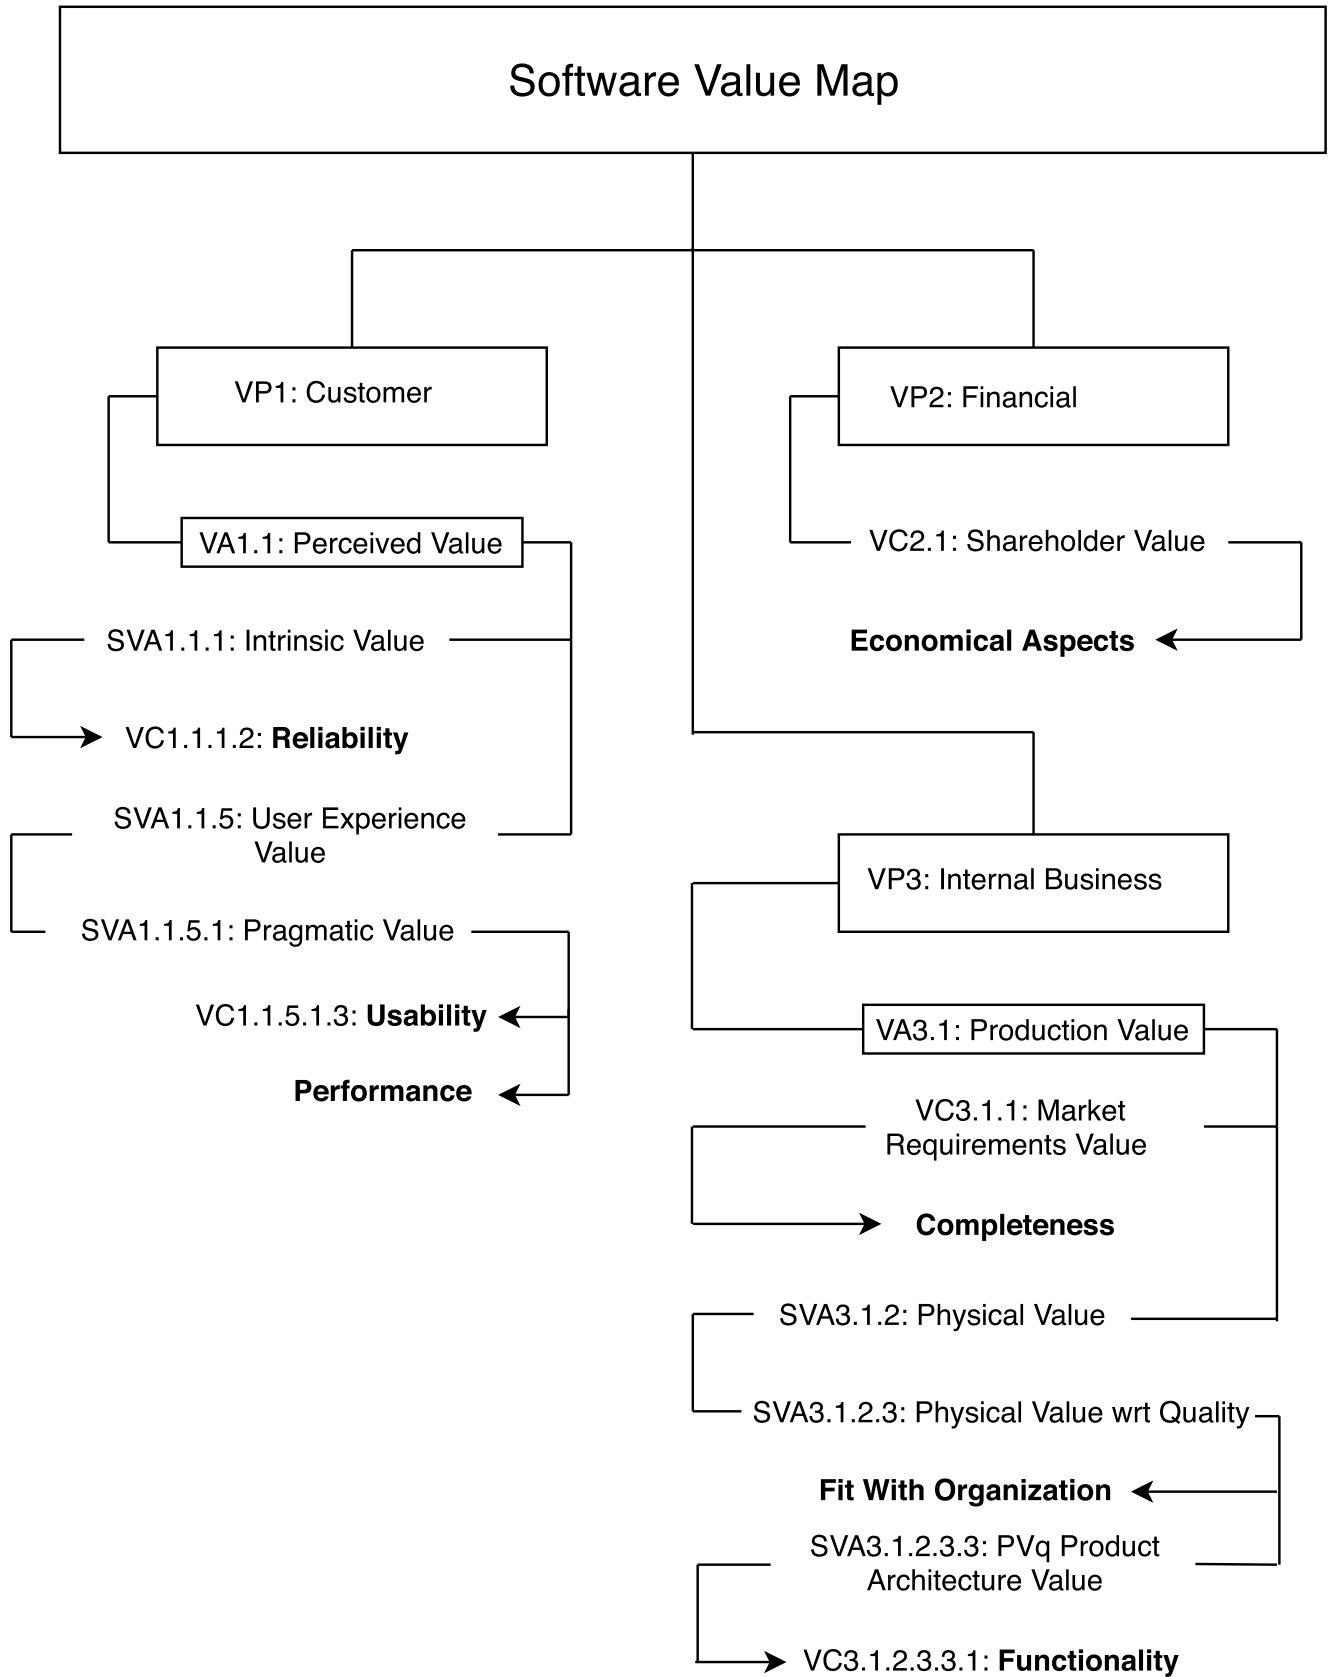 Software Value Map
VP1: Customer
VA1.1: Perceived Value
SVA1.1.1: Intrinsic Value
VC1.1.1.2: Reliability
SVA1.1.5: User Experience
Value
SVA1.1.5.1: Pragmatic Value
VC1.1.5.1.3: Usability
Performance
VP2: Financial
VC2.1: Shareholder Value
Economical Aspects
VP3: Internal Business
VA3.1: Production Value
VC3.1.1: Market
Requirements Value
Completeness
SVA3.1.2: Physical Value
SVA3.1.2.3: Physical Value wrt Quality
Fit With Organization
SVA3.1.2.3.3: PVq Product
Architecture Value
VC3.1.2.3.3.1: Functionality